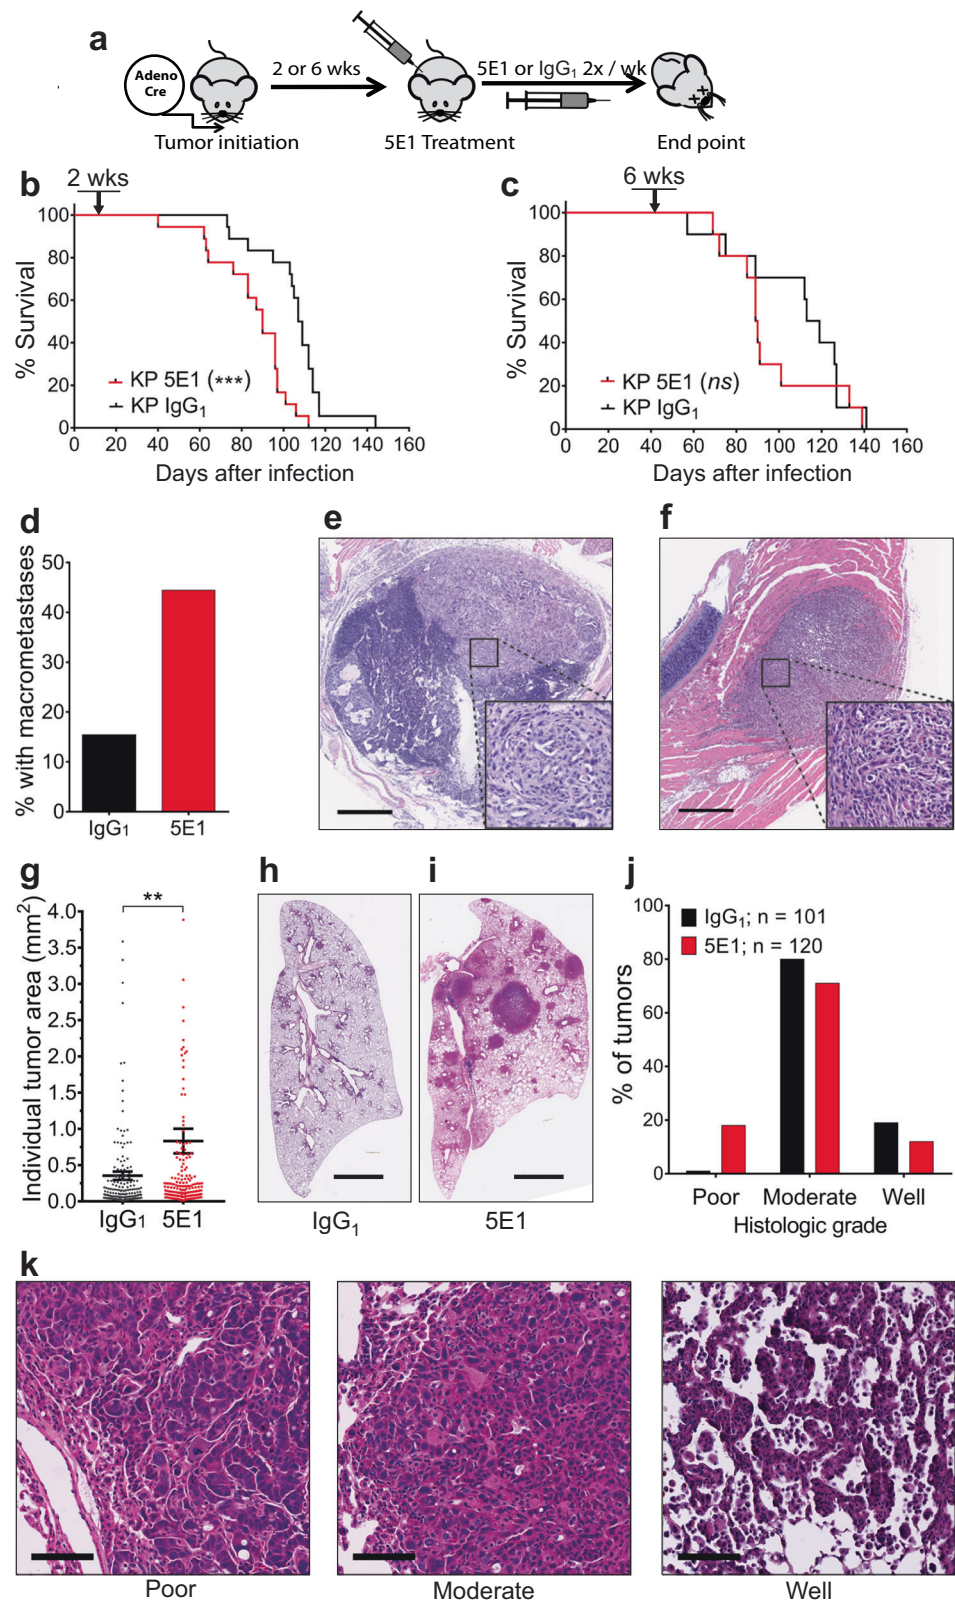 a
Adeno
Cre
2 or 6 wks
5E1 or IgG₁ 2x / wk
Tumor initiation
5E1 Treatment
End point
b
2 wks
% Survival
100
80
60
40
20
0
KP 5E1 (***)
KP IgG₁
0 20 40 60 80 100 120 140 160
Days after infection
c
6 wks
% Survival
100
80
60
40
20
0
KP 5E1 (ns)
KP IgG₁
0 20 40 60 80 100 120 140 160
Days after infection
d
% with macrometastases
50
40
30
20
10
0
IgG₁ 5E1
e
f
g
Individual tumor area (mm²)
4.0
3.5
3.0
2.5
2.0
1.5
1.0
0.5
0.0
**
IgG₁ 5E1
h
IgG₁
i
5E1
j
% of tumors
100
80
60
40
20
0
IgG₁; n = 101
5E1; n = 120
Poor Moderate Well
Histologic grade
k
Poor
Moderate
Well